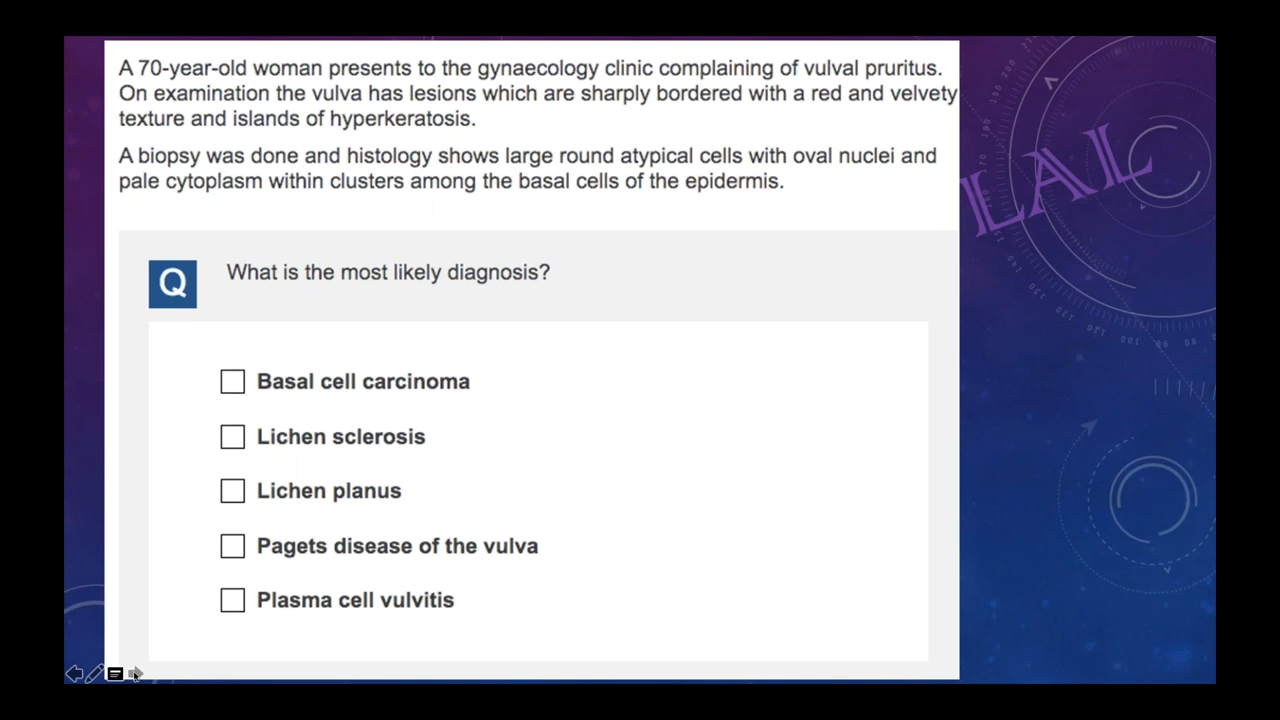 A 70-year-old woman presents to the gynaecology clinic complaining of vulval pruritus.
On examination the vulva has lesions which are sharply bordered with a red and velvety
texture and islands of hyperkeratosis.
A biopsy was done and histology shows large round atypical cells with oval nuclei and
pale cytoplasm within clusters among the basal cells of the epidermis.
LAL
Q
What is the most likely diagnosis?
Basal cell carcinoma
Lichen sclerosis
Lichen planus
Pagets disease of the vulva
Plasma cell vulvitis